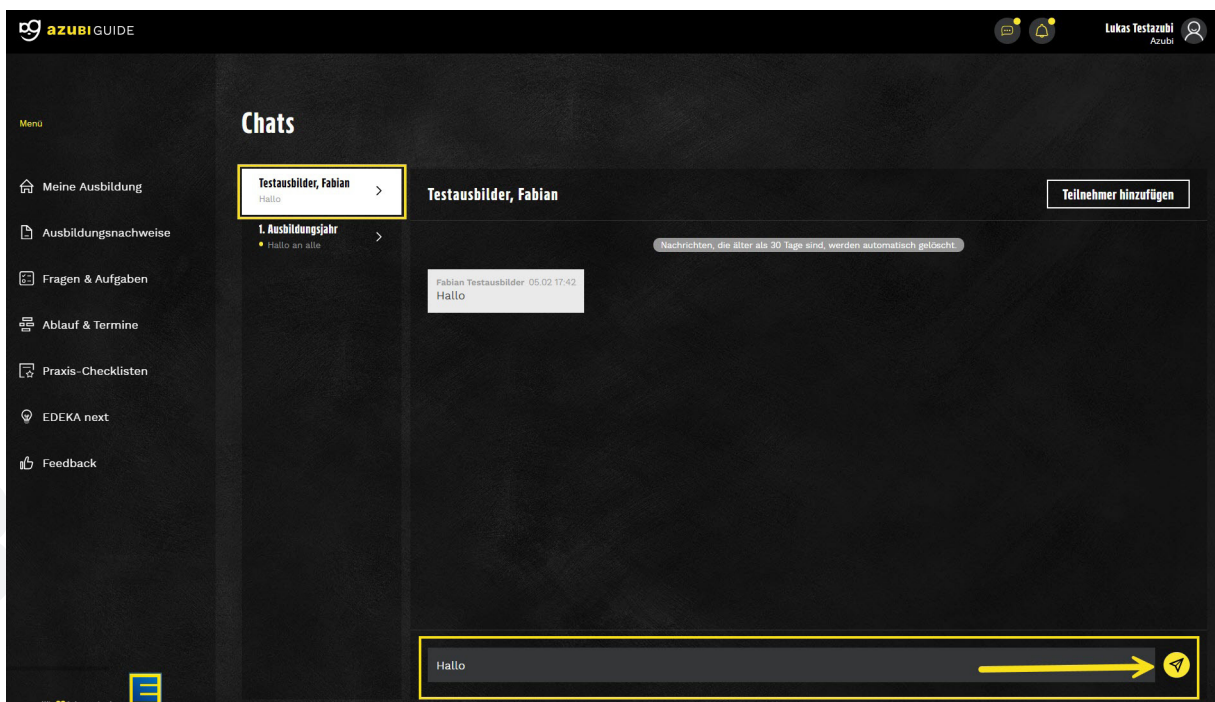 azubiGUIDE
Lukas Testazubi
Azubi
Menü
Meine Ausbildung
Ausbildungsnachweise
Fragen & Aufgaben
Ablauf & Termine
Praxis-Checklisten
EDEKA next
Feedback
Chats
Testausbilder, Fabian
Hallo
1. Ausbildungsjahr
Hallo an alle
Testausbilder, Fabian
Teilnehmer hinzufügen
Nachrichten, die älter als 30 Tage sind, werden automatisch gelöscht.
Fabian Testausbilder 05.02 17:42
Hallo
Hallo